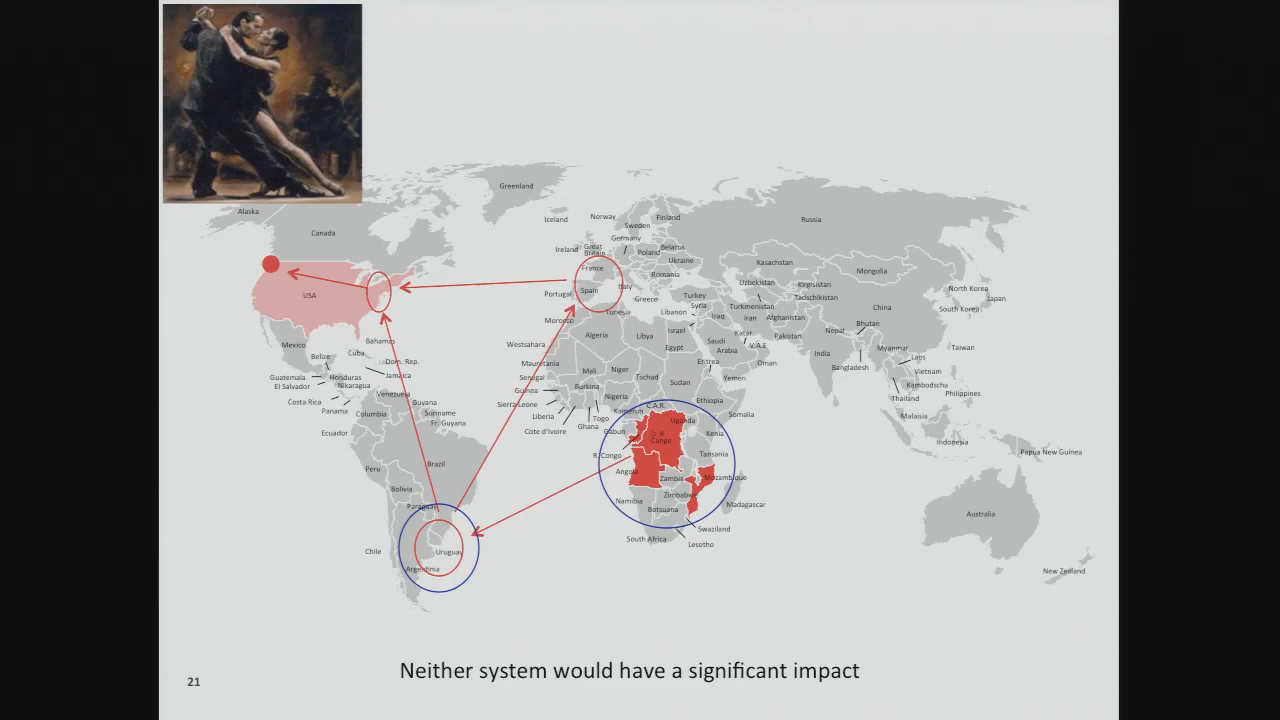 Greenland
Alaska
Canada
Iceland
Norway
Finland
Sweden
Russia
Germany
Ireland
Great
Britain
Poland
Belarus
Ukraine
France
Romania
Kasachstan
Mongolia
USA
Spain
Italy
Portugal
Greece
Turkey
Uzbekistan
Kirgisistan
Tadschikistan
North Korea
Japan
South Korea
China
Syria
Turkmenistan
Tunesia
Lebanon
Iraq
Iran
Afghanistan
Morocco
Bhutan
Nepal
Israel
Algeria
Libya
Egypt
Katar
Pakistan
Bahamas
Mexico
Westsahara
Saudi
Arabia
V.A.E
India
Myanmar
Laos
Taiwan
Cuba
Belize
Dom. Rep.
Mauretania
Eritrea
Oman
Bangladesh
Vietnam
Jamaica
Guatemala
Honduras
El Salvador
Nikaragua
Senegal
Mali
Niger
Tschad
Sudan
Yemen
Kambodscha
Thailand
Philippines
Costa Rica
Panama
Venezuela
Guyana
Guinea
Burkina
Nigeria
Ethiopia
Columbia
Suriname
Fr. Guyana
Sierra Leone
Liberia
Togo
Ghana
Cote d'Ivoire
Kamerun
C.A.R.
Somalia
Malaisia
Ecuador
Gabun
Uganda
D. R.
Congo
Kenia
Indonesia
Papua New Guinea
R. Congo
Tansania
Peru
Brazil
Angola
Zambia
Mozambique
Bolivia
Zimbabwe
Namibia
Botsuana
Madagascar
Paraguay
Australia
Swaziland
South Africa
Lesotho
Chile
Uruguay
Argentinia
New Zealand
Neither system would have a significant impact
21